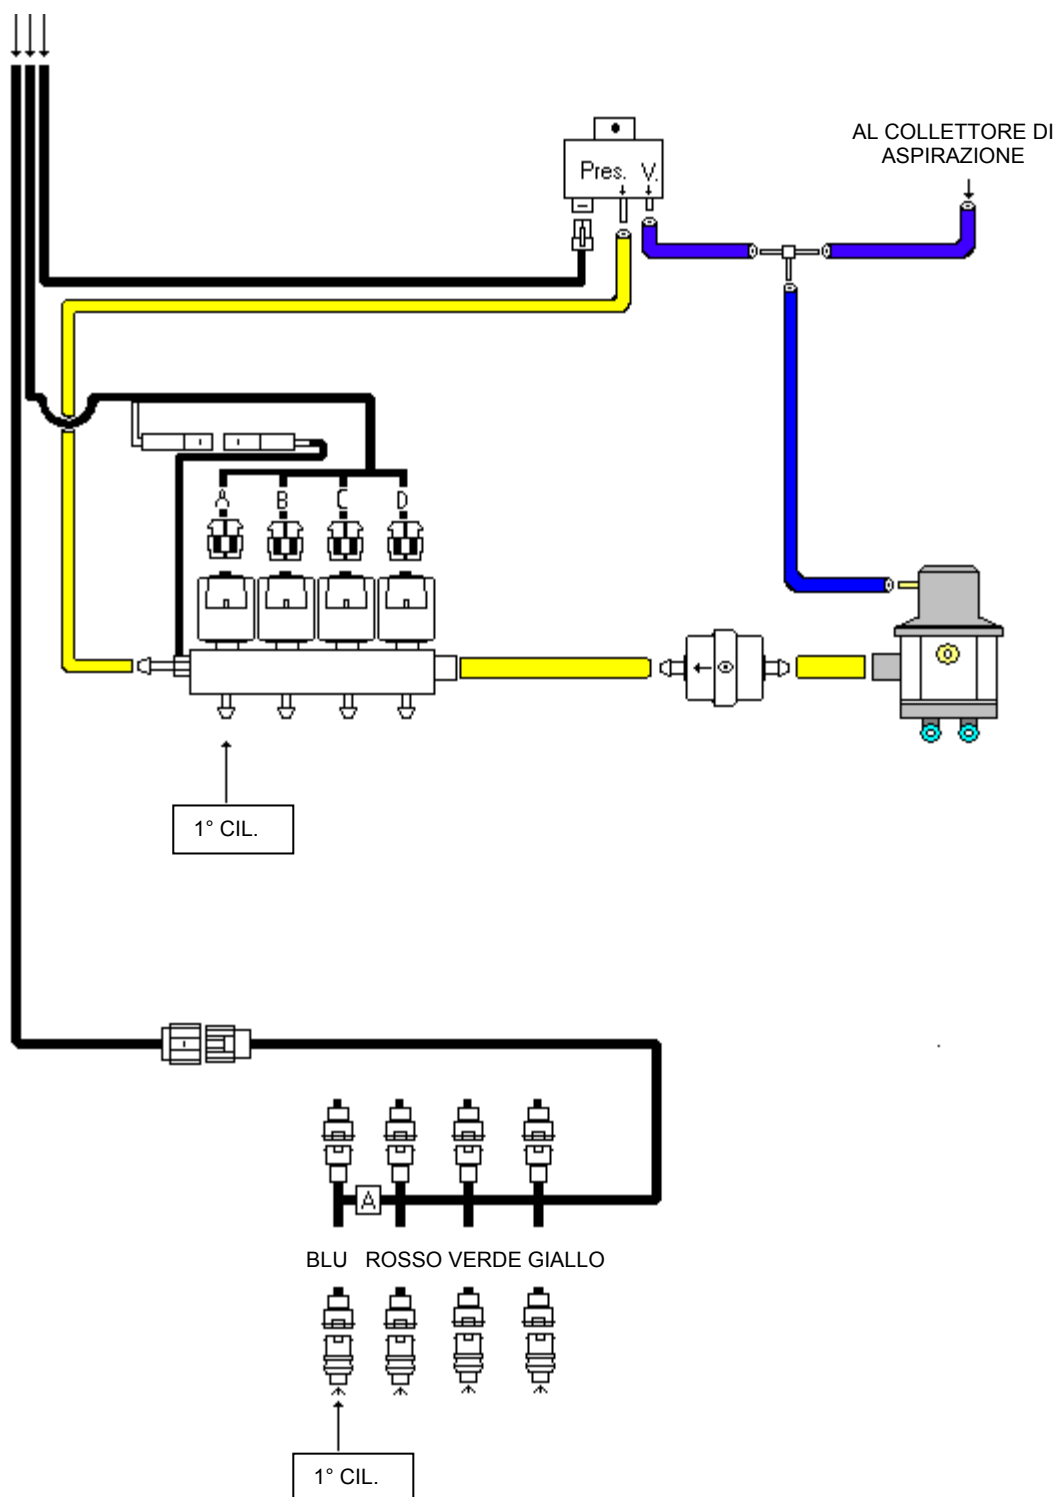 AL COLLETTORE DI
ASPIRAZIONE
Pres. V.
A B C D
1° CIL.
A
BLU ROSSO VERDE GIALLO
1° CIL.